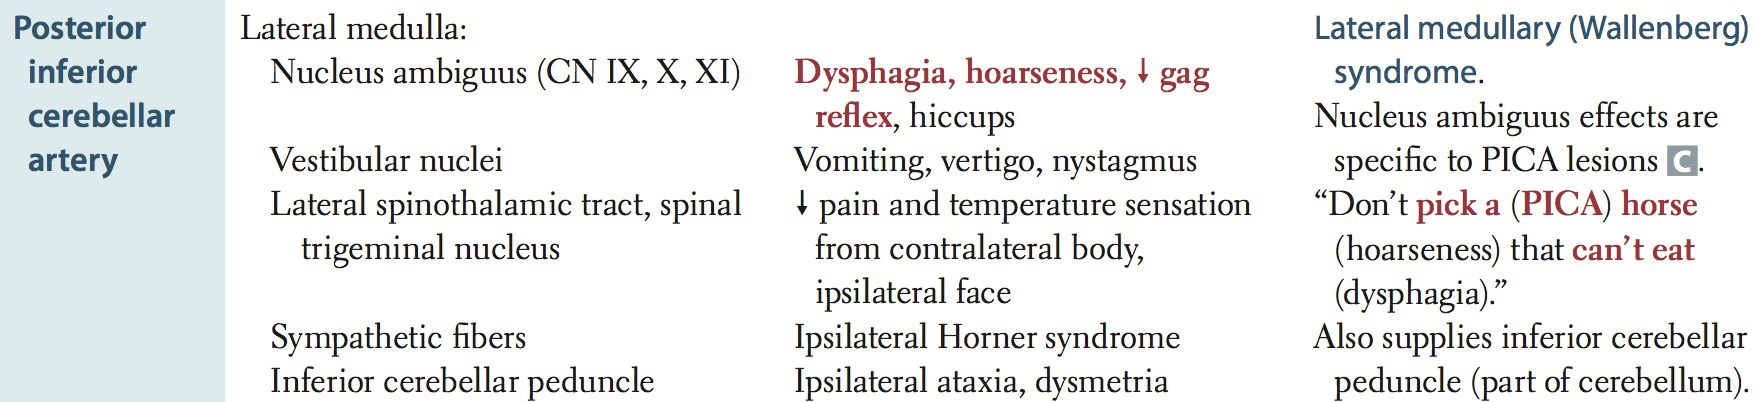 Posterior
inferior
cerebellar
artery
Lateral medulla:
Nucleus ambiguus (CN IX, X, XI)
Vestibular nuclei
Lateral spinothalamic tract, spinal
trigeminal nucleus
Sympathetic fibers
Inferior cerebellar peduncle
Dysphagia, hoarseness, ↓ gag
reflex, hiccups
Vomiting, vertigo, nystagmus
↓ pain and temperature sensation
from contralateral body,
ipsilateral face
Ipsilateral Horner syndrome
Ipsilateral ataxia, dysmetria
Lateral medullary (Wallenberg)
syndrome.
Nucleus ambiguus effects are
specific to PICA lesions C.
“Don’t pick a (PICA) horse
(hoarseness) that can’t eat
(dysphagia).”
Also supplies inferior cerebellar
peduncle (part of cerebellum).